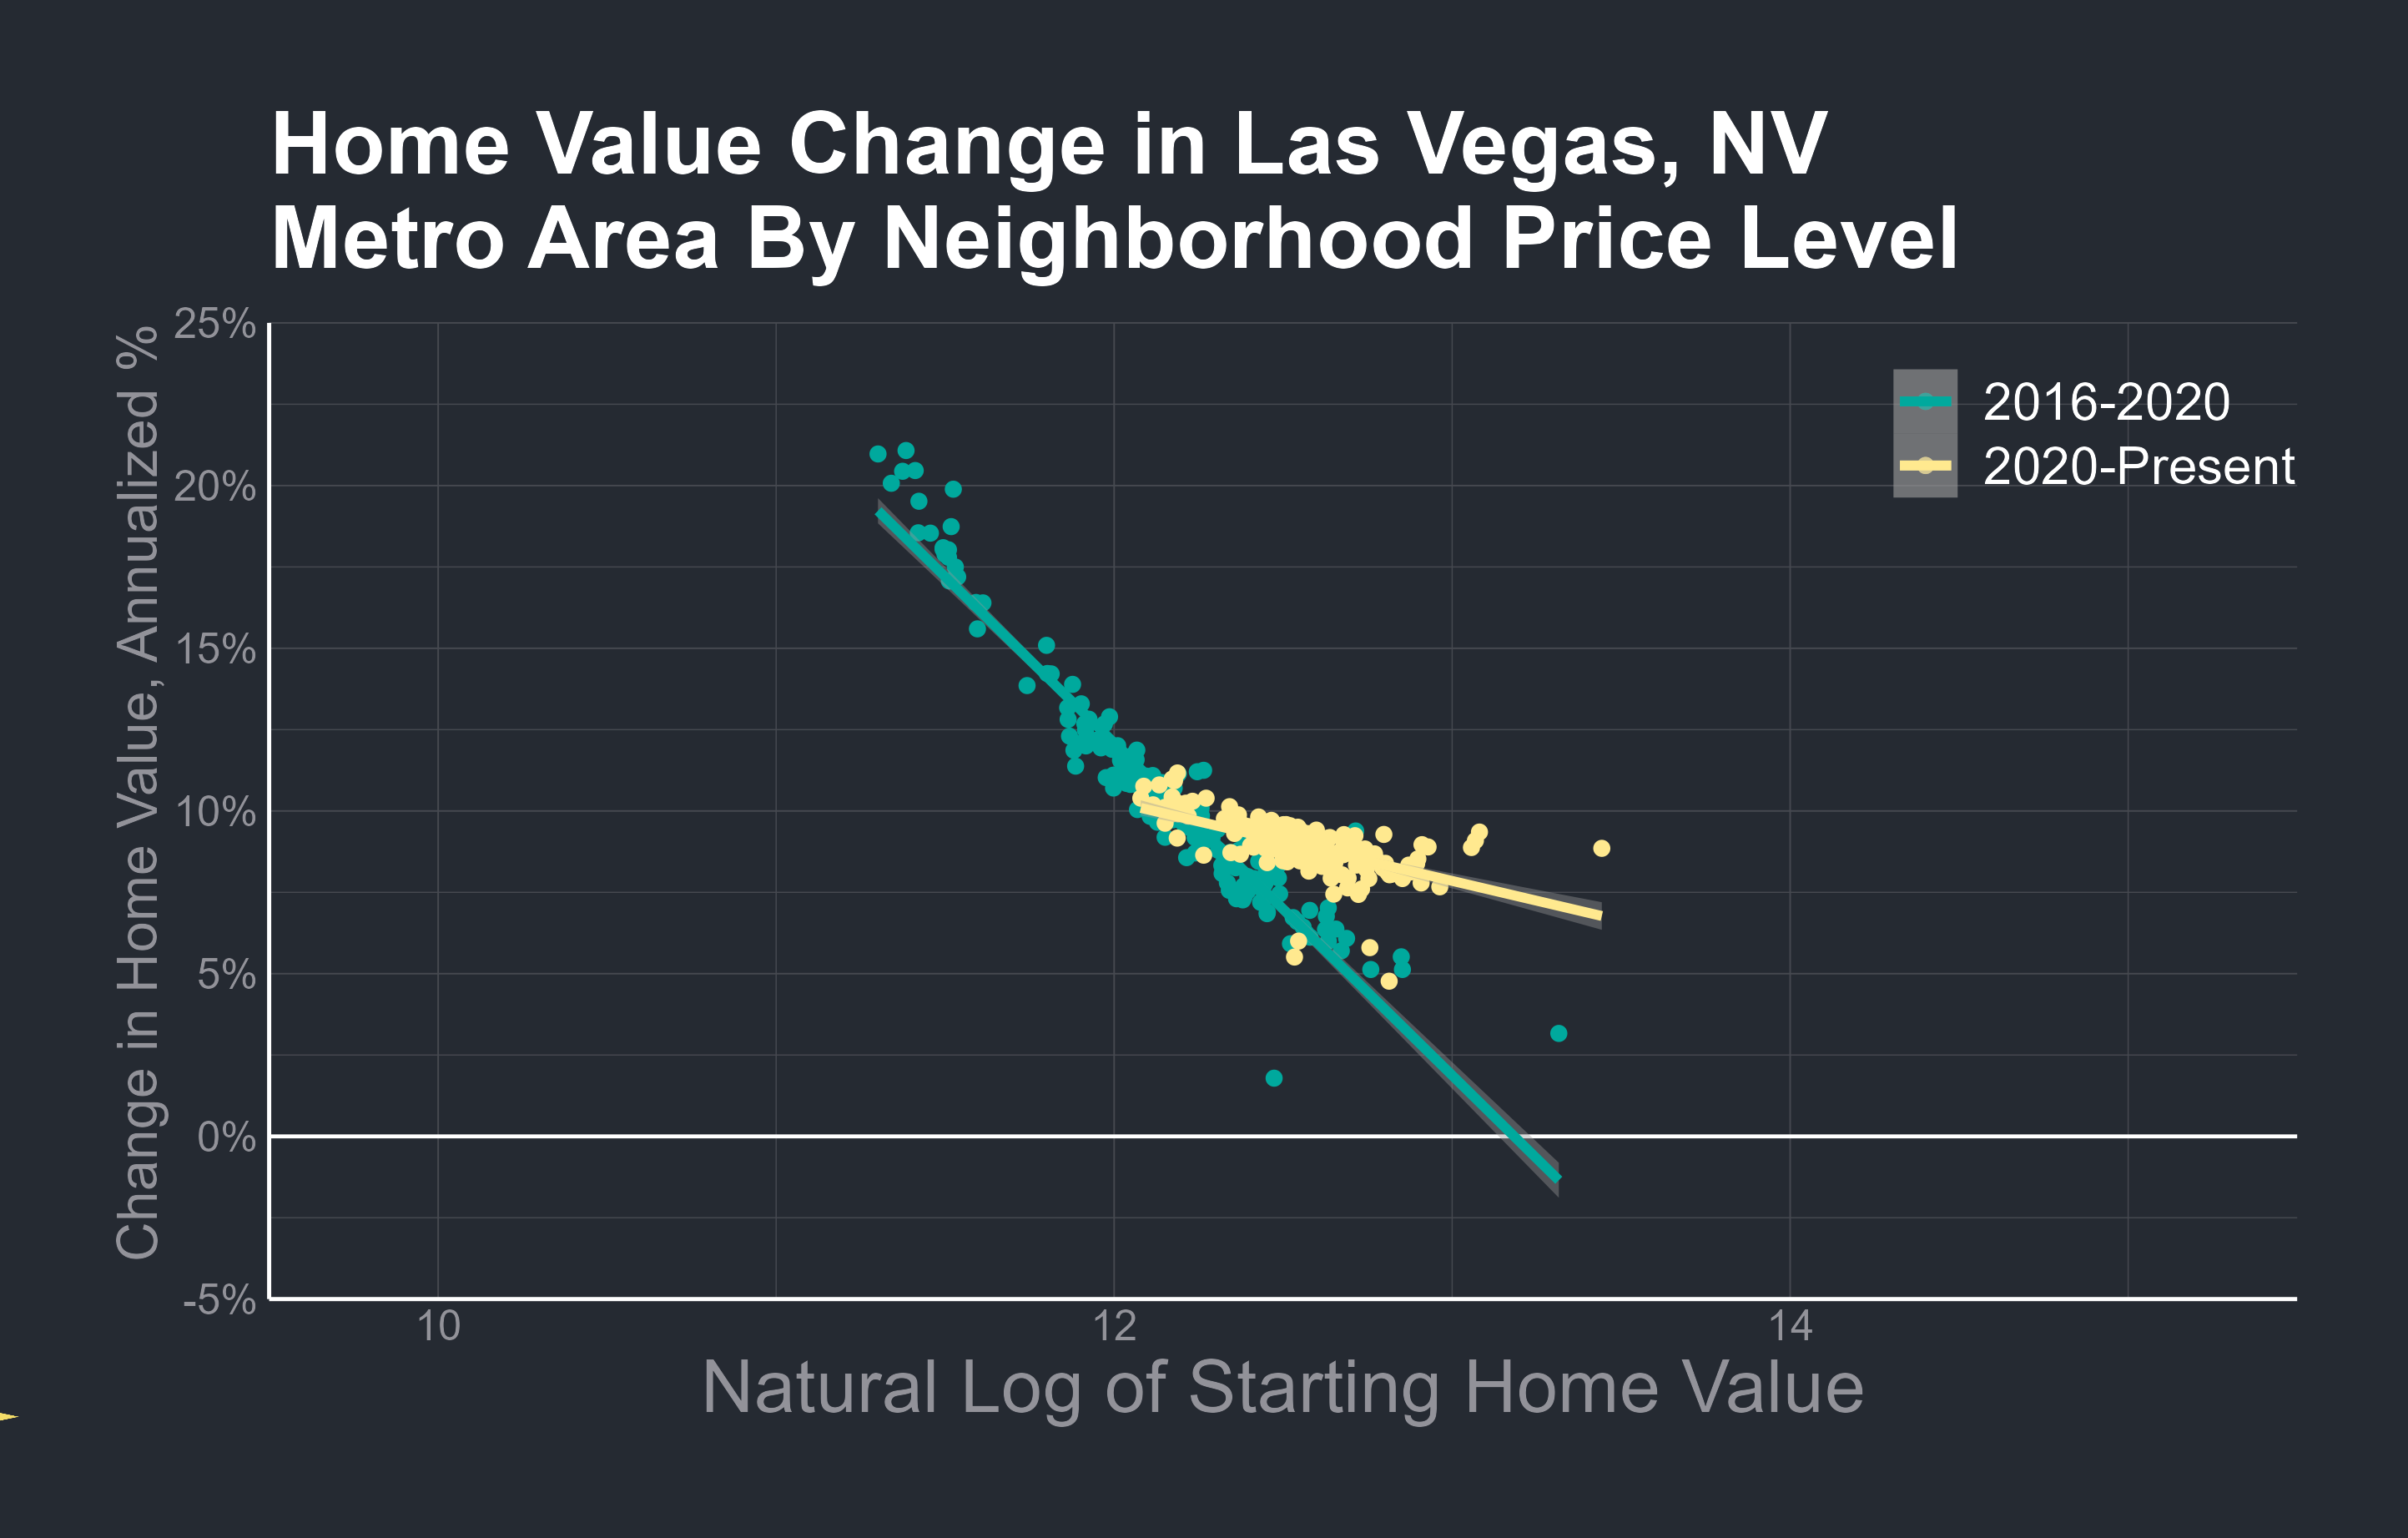 Home Value Change in Las Vegas, NV
Metro Area By Neighborhood Price Level
Change in Home Value, Annualized %
25%
20%
15%
10%
5%
0%
-5%
2016-2020
2020-Present
10
12
14
Natural Log of Starting Home Value